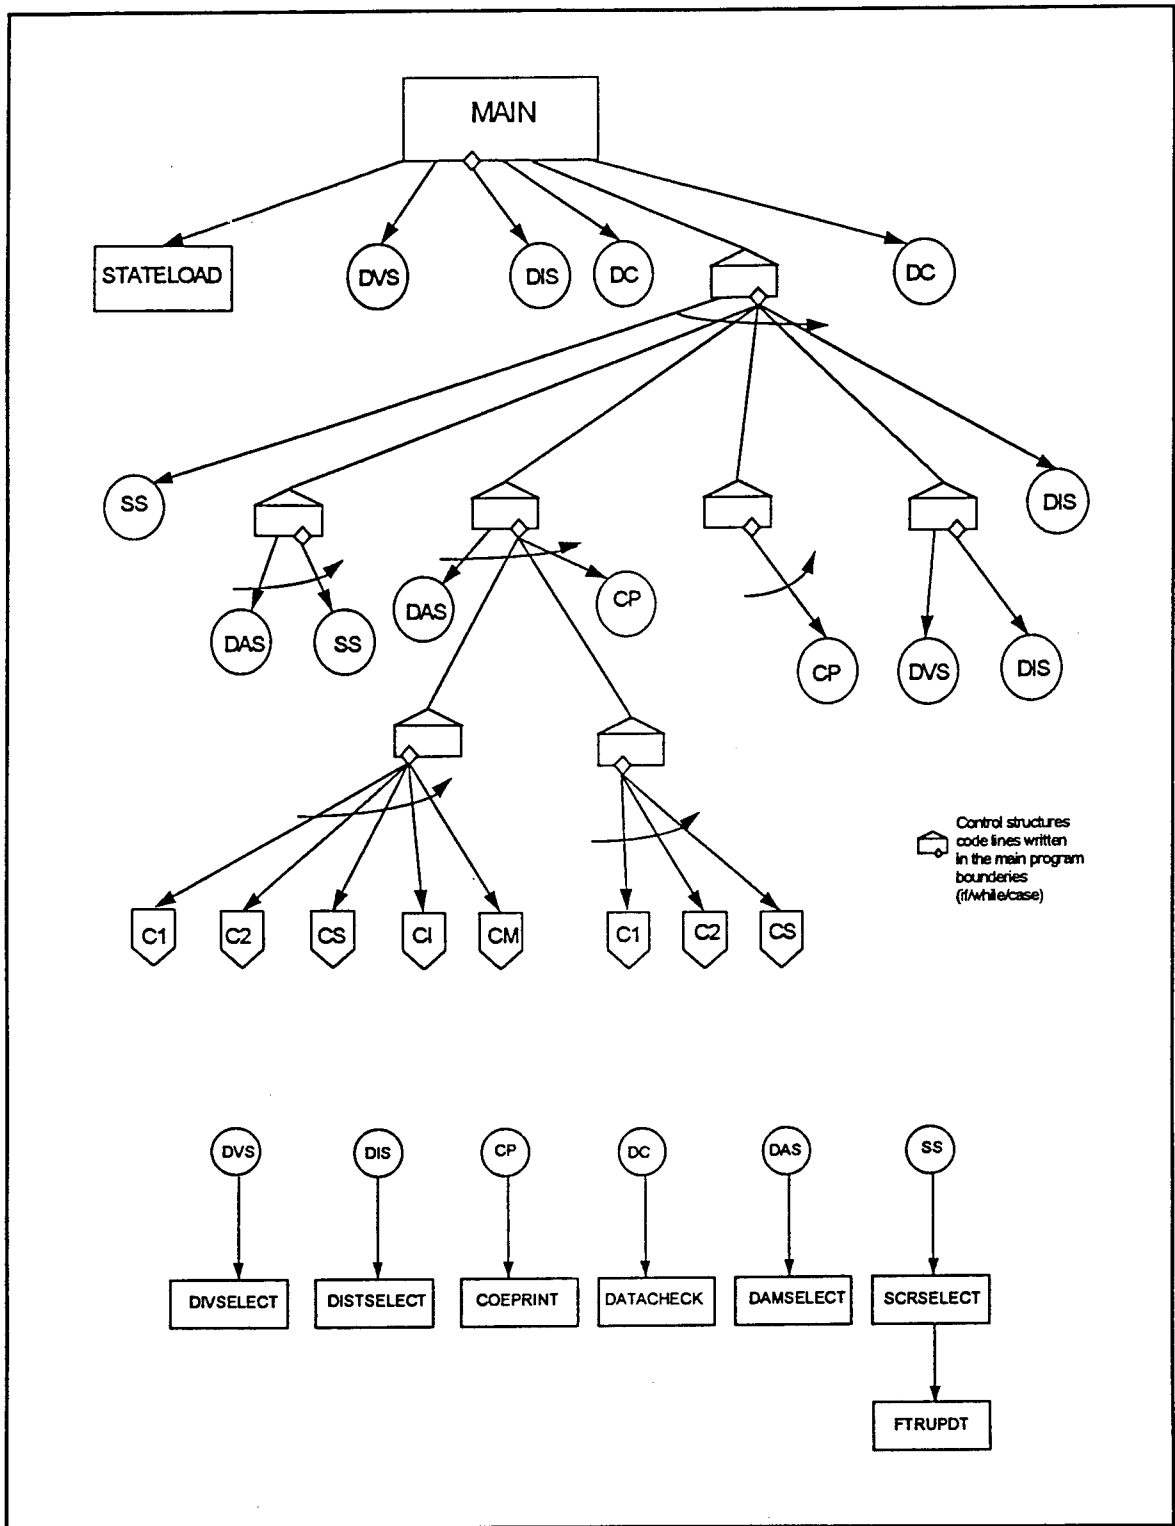 MAIN
STATELOAD
DVS
DIS
DC
DC
SS
DIS
DAS
SS
DAS
CP
CP
DVS
DIS
Control structures
code lines written
in the main program
bounderies
(if/while/case)
C1
C2
CS
CI
CM
C1
C2
CS
DVS
DIS
CP
DC
DAS
SS
DIVSELECT
DISTSELECT
COEPRINT
DATACHECK
DAMSELECT
SCRSELECT
FTRUPDT